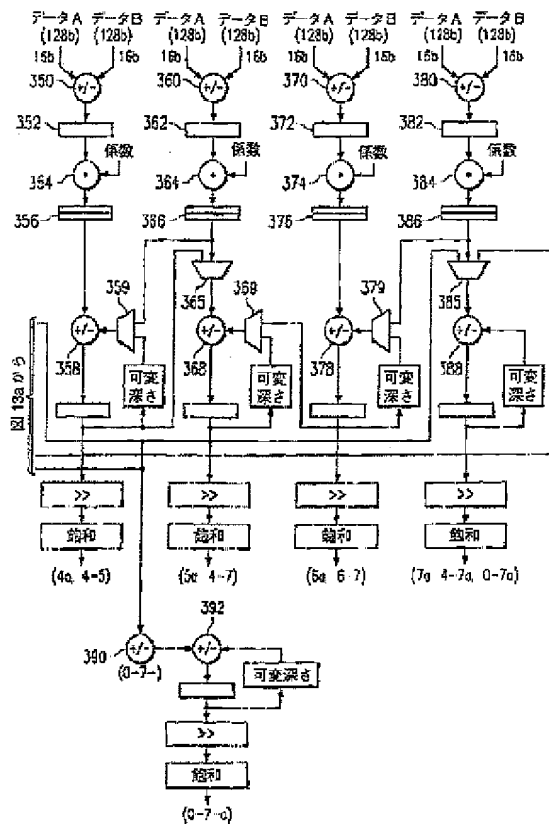 データA データB データA データB データA データB データA データB
(128b) (128b) (128b) (128b) (128b) (128b) (128b) (128b)
16b 16b 16b 16b 16b 16b 16b 16b
350 +/- 360 +/- 370 +/- 380 +/-
352 362 372 382
係数 係数 係数 係数
364 364 374 384
356 366 376 386
359 365 369 379 385
+/- +/- +/- +/-
358 368 378 388
可変深さ 可変深さ 可変深さ 可変深さ
図13aから
>> >> >> >>
飽和 飽和 飽和 飽和
(4a, 4-5) (5a 4-7) (6a 6-7) (7a 4-7a, 0-7a)
392
390 +/- +/-
(0-7-)
可変深さ
>>
飽和
(0-7-a)